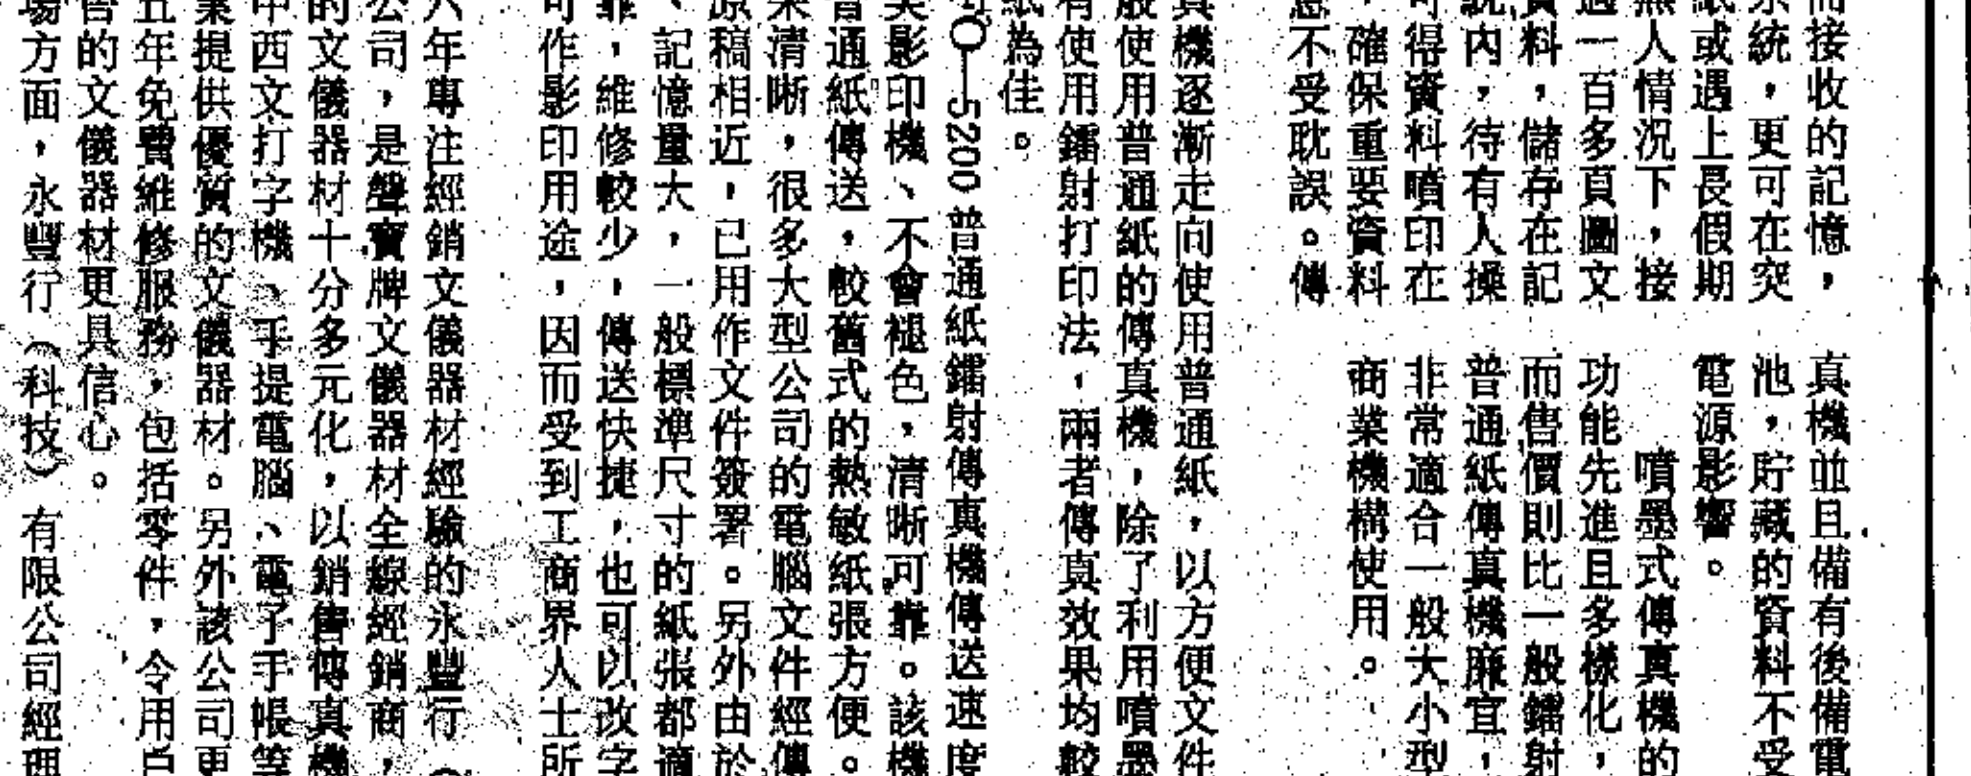 接收的記憶，
統，更可在突
紙或遇上長假期
無人情況下，接
過一百多頁圖文
資料，儲存在記
內，待有人操
可得資料噴印在
，確保重要資料
不受耽誤。傳
真機並且備有後備電
池，貯藏的資料不受
電源影響。
噴墨式傳真機的
功能先進且多樣化，
而售價則比一般鐳射
普通紙傳真機廉宜，
非常適合一般大小型
商業機構使用。
真機逐漸走向使用普通紙，以方便文件
般使用普通紙的傳真機，除了利用噴墨
有使用鐳射打印法，兩者傳真效果均較
紙為佳。
O—5200普通紙鐳射傳真機傳送速度
影印機、不會褪色，清晰可靠。該機
普通紙傳送，較舊式的熱敏紙張方便。
果清晰，很多大型公司的電腦文件經傳
原稿相近，已用作文件簽署。另外由於
、記憶量大，一般標準尺寸的紙張都適
靠，維修較少，傳送快捷，也可以改字
可作影印用途，因而受到工商界人士所
六年專注經銷文儀器材經驗的永豐行
公司，是聲寶牌文儀器材全線經銷商，
的文儀器材十分多元化，以銷售傳真機
中西文打字機、手提電腦、電子手帳等
業提供優質的文儀器材。另外該公司更
五年免費維修服務，包括零件，令用戶
的文儀器材更具信心。
場方面，永豐行（科技）有限公司經理